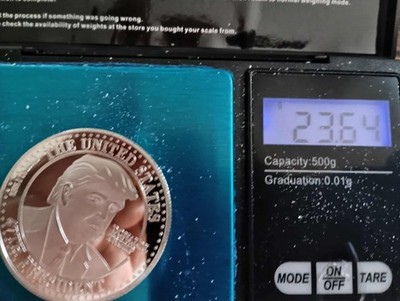 t the process if something was going wrong.
check the availability of weights at the store you bought your scale from.
THE UNITED STATES
PRESIDENT
23.64
Capacity:500g
Graduation:0.01g
MODE
ON
OFF
TARE